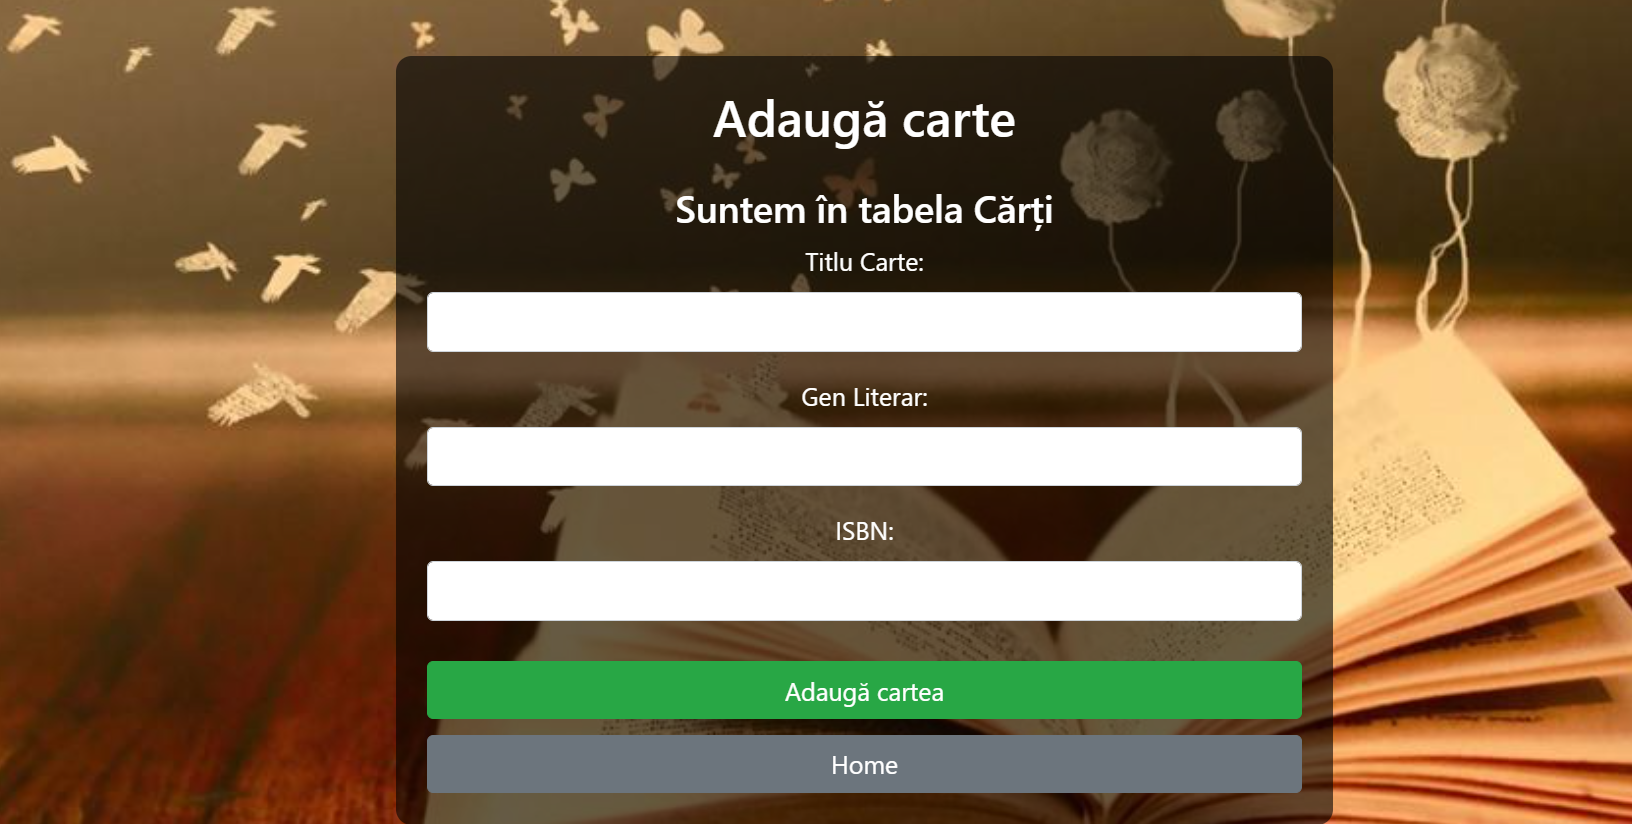 Adaugă carte
Suntem în tabela Cărți
Titlu Carte:
Gen Literar:
ISBN:
Adaugă cartea
Home